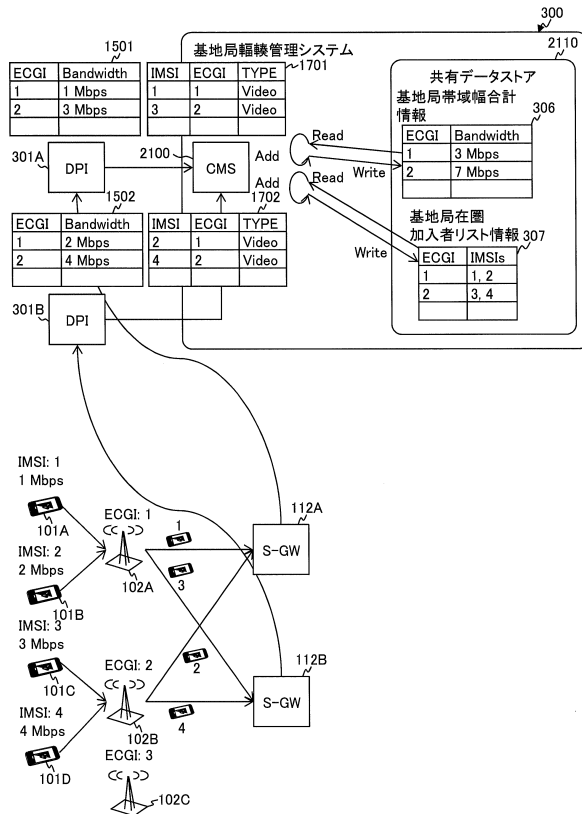 300
2110
1501
基地局輻輳管理システム
1701
ECGI Bandwidth
1 1 Mbps
2 3 Mbps
IMSI ECGI TYPE
1 1 Video
3 2 Video
共有データストア
基地局帯域幅合計
情報
306
ECGI Bandwidth
1 3 Mbps
2 7 Mbps
301A
DPI
2100
CMS
Add
Read
Write
Add
Read
Write
1502
ECGI Bandwidth
1 2 Mbps
2 4 Mbps
1702
IMSI ECGI TYPE
2 1 Video
4 2 Video
基地局在圏
加入者リスト情報
307
ECGI IMSIs
1 1, 2
2 3, 4
301B
DPI
IMSI: 1
1 Mbps
101A
ECGI: 1
102A
IMSI: 2
2 Mbps
101B
1
3
112A
S-GW
IMSI: 3
3 Mbps
101C
ECGI: 2
102B
2
4
112B
S-GW
IMSI: 4
4 Mbps
101D
ECGI: 3
102C